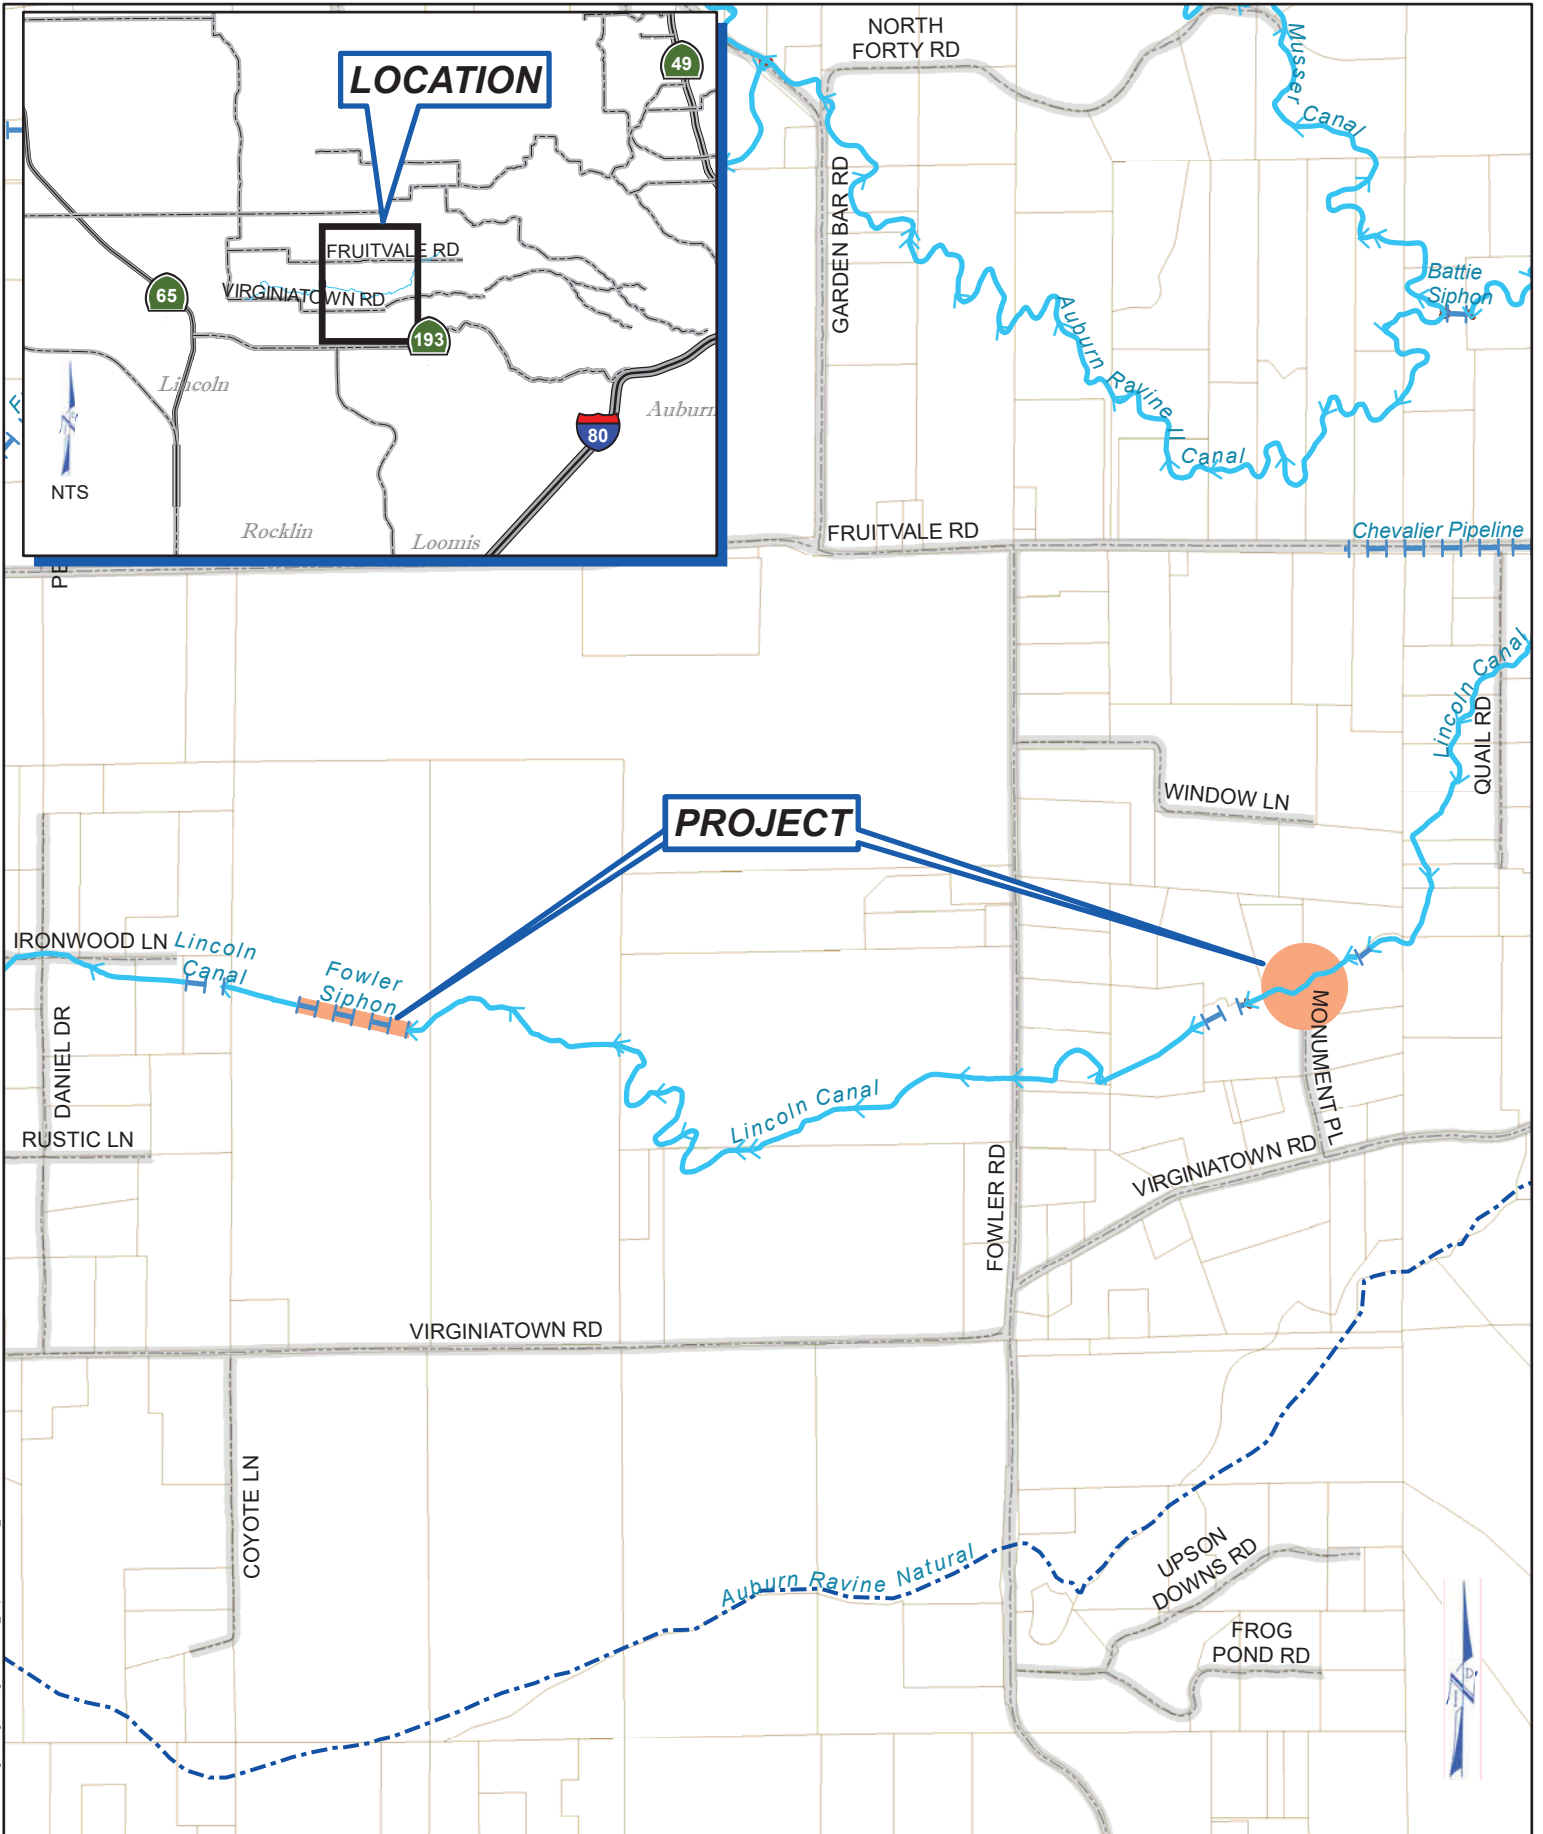 LOCATION
49
FRUITVALE RD
VIRGINIATOWN RD
65
193
Lincoln
Auburn
80
NTS
Rocklin
Loomis
NORTH
FORTY RD
Musser
Canal
GARDEN BAR RD
Battie
Siphon
Auburn Ravine II
Canal
FRUITVALE RD
Chevalier Pipeline
Lincoln Canal
QUAIL RD
WINDOW LN
PROJECT
IRONWOOD LN
Lincoln
Canal
Fowler
Siphon
DANIEL DR
MONUMENT PL
Lincoln Canal
RUSTIC LN
FOWLER RD
VIRGINIATOWN RD
VIRGINIATOWN RD
COYOTE LN
Auburn Ravine Natural
UPSON
DOWNS RD
FROG
POND RD